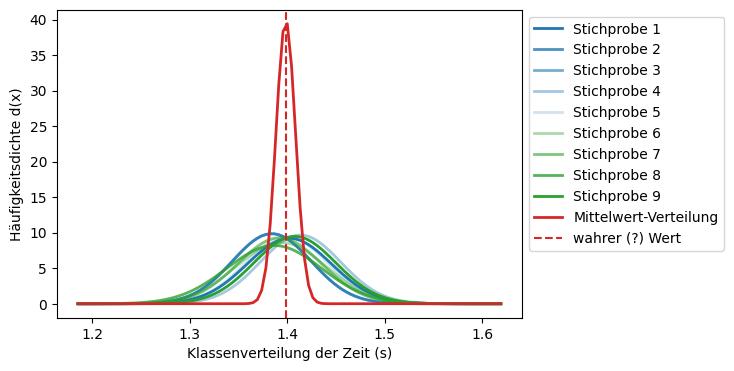 Häufigkeitsdichte d(x)
40
35
30
25
20
15
10
5
0
1.2
1.3
1.4
1.5
1.6
Klassenverteilung der Zeit (s)
Stichprobe 1
Stichprobe 2
Stichprobe 3
Stichprobe 4
Stichprobe 5
Stichprobe 6
Stichprobe 7
Stichprobe 8
Stichprobe 9
Mittelwert-Verteilung
wahrer (?) Wert